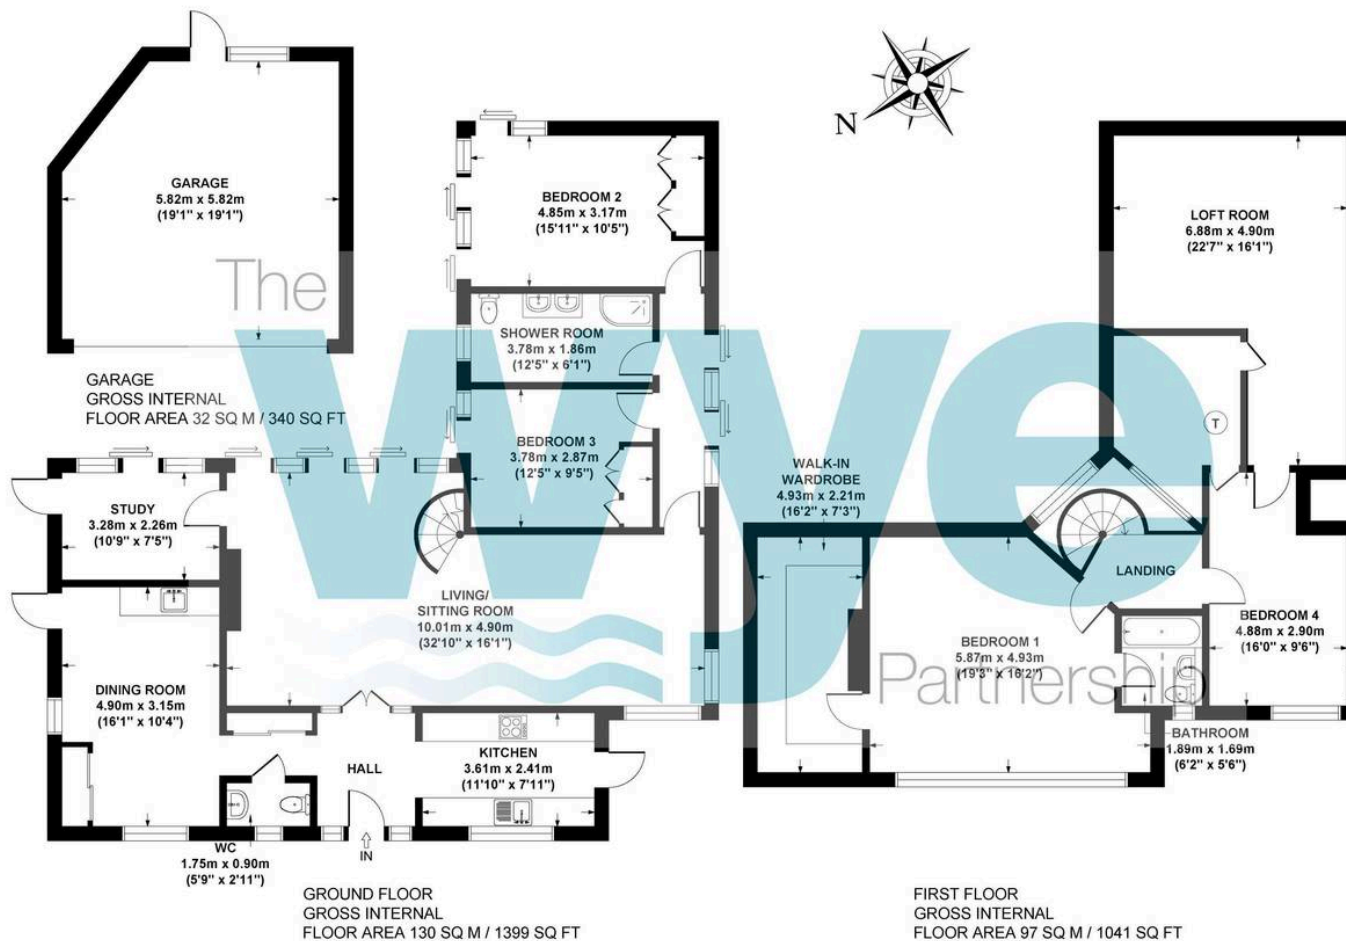 GARAGE
5.82m x 5.82m
(19'1" x 19'1")
N
BEDROOM 2
4.85m x 3.17m
(15'11" x 10'5")
LOFT ROOM
6.88m x 4.90m
(22'7" x 16'1")
The
wye
Partnership
SHOWER ROOM
3.78m x 1.86m
(12'5" x 6'1")
GARAGE
GROSS INTERNAL
FLOOR AREA 32 SQ M / 340 SQ FT
BEDROOM 3
3.78m x 2.87m
(12'5" x 9'5")
T
WALK-IN
WARDROBE
4.93m x 2.21m
(16'2" x 7'3")
STUDY
3.28m x 2.26m
(10'9" x 7'5")
LANDING
LIVING/
SITTING ROOM
10.01m x 4.90m
(32'10" x 16'1")
BEDROOM 4
4.88m x 2.90m
(16'0" x 9'6")
BEDROOM 1
5.87m x 4.93m
(19'3" x 16'2")
DINING ROOM
4.90m x 3.15m
(16'1" x 10'4")
BATHROOM
1.89m x 1.69m
(6'2" x 5'6")
KITCHEN
3.61m x 2.41m
(11'10" x 7'11")
HALL
WC
1.75m x 0.90m
(5'9" x 2'11")
IN
GROUND FLOOR
GROSS INTERNAL
FLOOR AREA 130 SQ M / 1399 SQ FT
FIRST FLOOR
GROSS INTERNAL
FLOOR AREA 97 SQ M / 1041 SQ FT